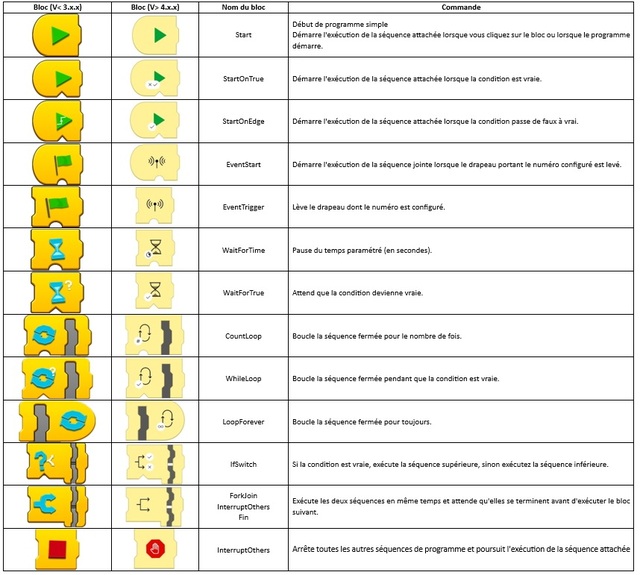 Bloc (V< 3.x.x) Bloc (V> 4.x.x) Nom du bloc Commande
Début de programme simple
Start Démarre l'exécution de la séquence attachée lorsque vous cliquez sur le bloc ou lorsque le programme
démarre.
StartOnTrue Démarre l'exécution de la séquence attachée lorsque la condition est vraie.
StartOnEdge Démarre l'exécution de la séquence attachée lorsque la condition passe de faux à vrai.
EventStart Démarre l'exécution de la séquence jointe lorsque le drapeau portant le numéro configuré est levé.
EventTrigger Lève le drapeau dont le numéro est configuré.
WaitForTime Pause du temps paramétré (en secondes).
WaitForTrue Attend que la condition devienne vraie.
CountLoop Boucle la séquence fermée pour le nombre de fois.
WhileLoop Boucle la séquence fermée pendant que la condition est vraie.
LoopForever Boucle la séquence fermée pour toujours.
IfSwitch Si la condition est vraie, exécute la séquence supérieure, sinon exécutez la séquence inférieure.
ForkJoin
InterruptOthers
Fin
Exécute les deux séquences en même temps et attende qu'elles se terminent avant d'exécuter le bloc
suivant.
InterruptOthers Arrête toutes les autres séquences de programme et poursuit l'exécution de la séquence attachée